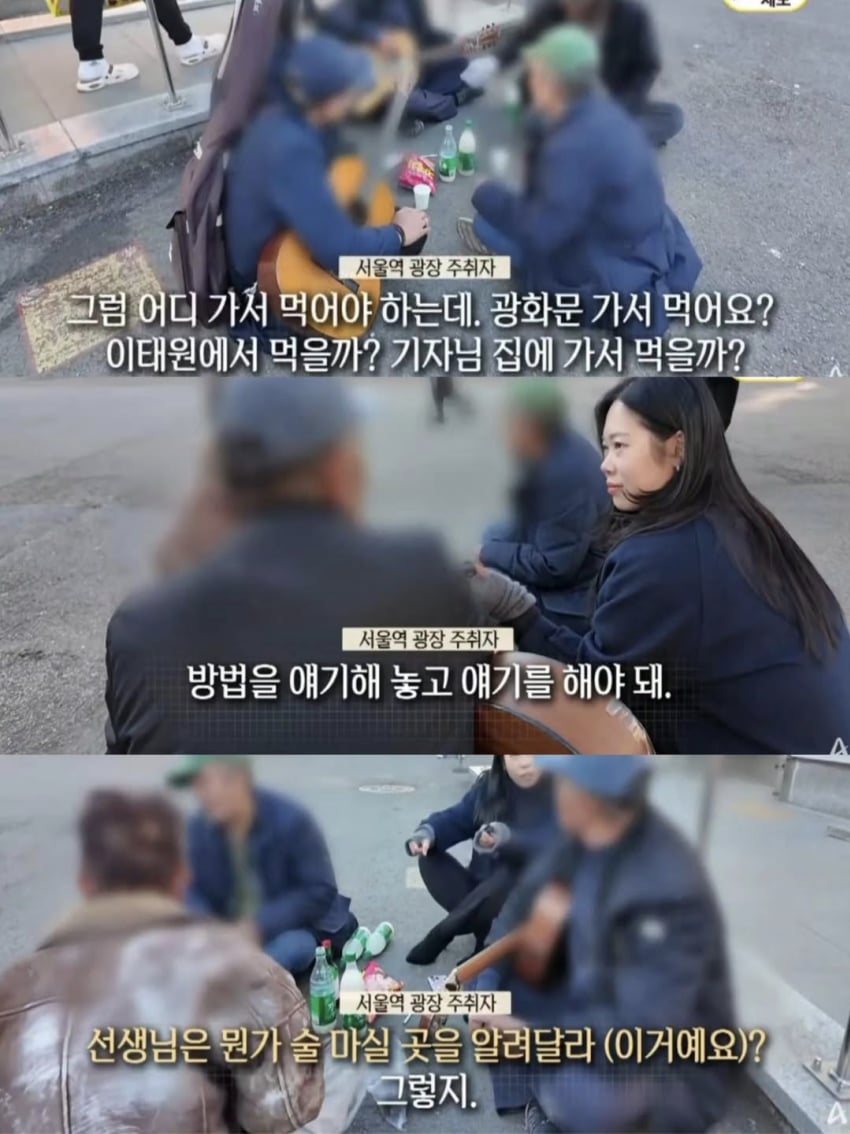 제보
서울역 광장 주취자
그럼 어디 가서 먹어야 하는데. 광화문 가서 먹어요?
이태원에서 먹을까? 기자님 집에 가서 먹을까?
서울역 광장 주취자
방법을 얘기해 놓고 얘기를 해야 돼.
서울역 광장 주취자
선생님은 뭔가 술 마실 곳을 알려달라 (이거예요)?
그렇지.